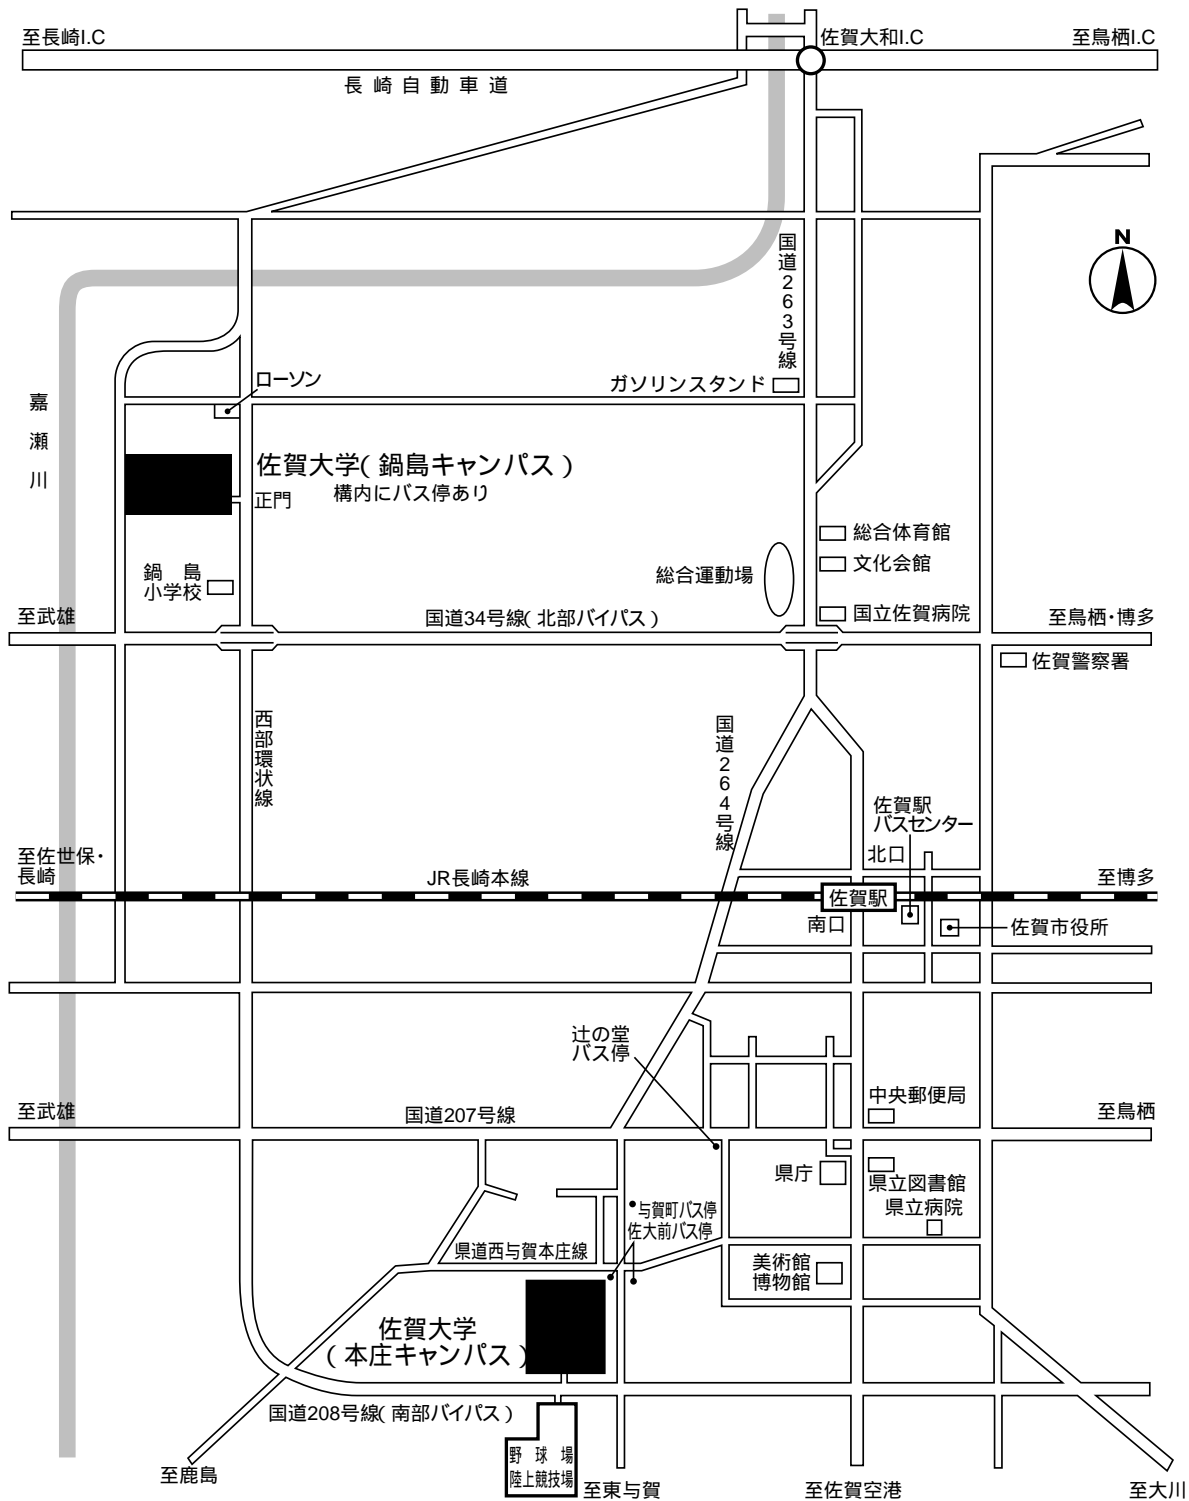 至長崎I.C
佐賀大和I.C
至鳥栖I.C
長崎自動車道
N
国道263号線
ローソン
ガソリンスタンド
嘉瀬川
佐賀大学(鍋島キャンパス)
構内にバス停あり
正門
総合体育館
文化会館
鍋島
小学校
総合運動場
国立佐賀病院
至武雄
国道34号線(北部バイパス)
至鳥栖・博多
佐賀警察署
西部環状線
国道264号線
佐賀駅
バスセンター
北口
至佐世保・
長崎
JR長崎本線
至博多
佐賀駅
南口
佐賀市役所
辻の堂
バス停
中央郵便局
至武雄
国道207号線
至鳥栖
県庁
県立図書館
県立病院
与賀町バス停
佐大前バス停
県道西与賀本庄線
美術館
博物館
佐賀大学
(本庄キャンパス)
国道208号線(南部バイパス)
野球場
陸上競技場
至鹿島
至東与賀
至佐賀空港
至大川